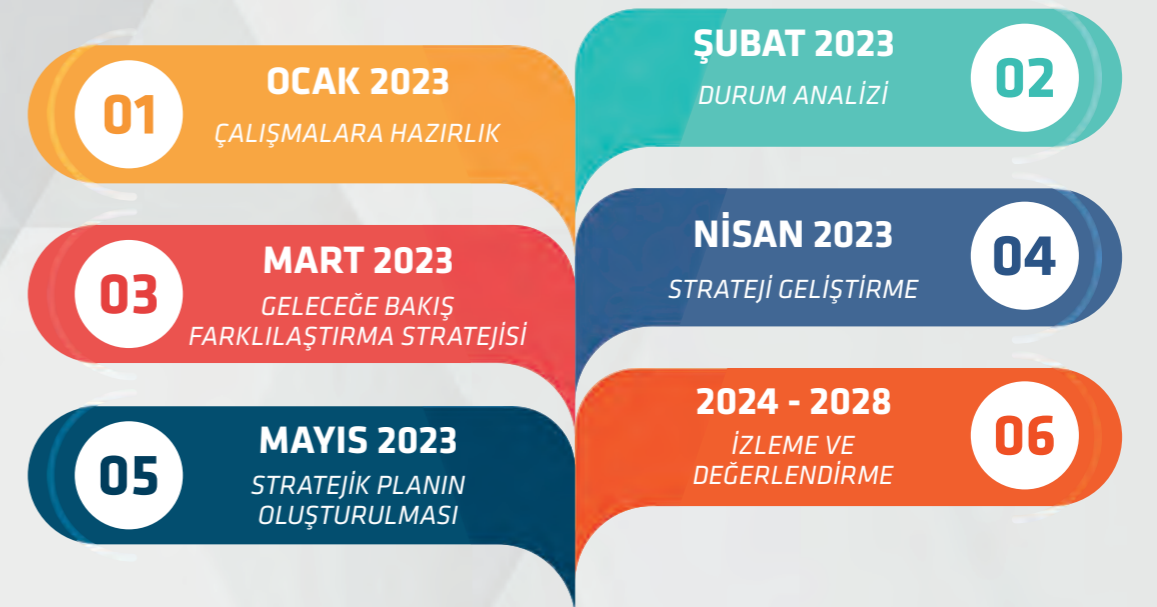 01
OCAK 2023
ÇALIŞMALARA HAZIRLIK
02
ŞUBAT 2023
DURUM ANALİZİ
03
MART 2023
GELECEĞE BAKIŞ
FARKLILAŞTIRMA STRATEJİSİ
04
NİSAN 2023
STRATEJİ GELİŞTİRME
05
MAYIS 2023
STRATEJİK PLANIN
OLUŞTURULMASI
06
2024 - 2028
İZLEME VE
DEĞERLENDİRME